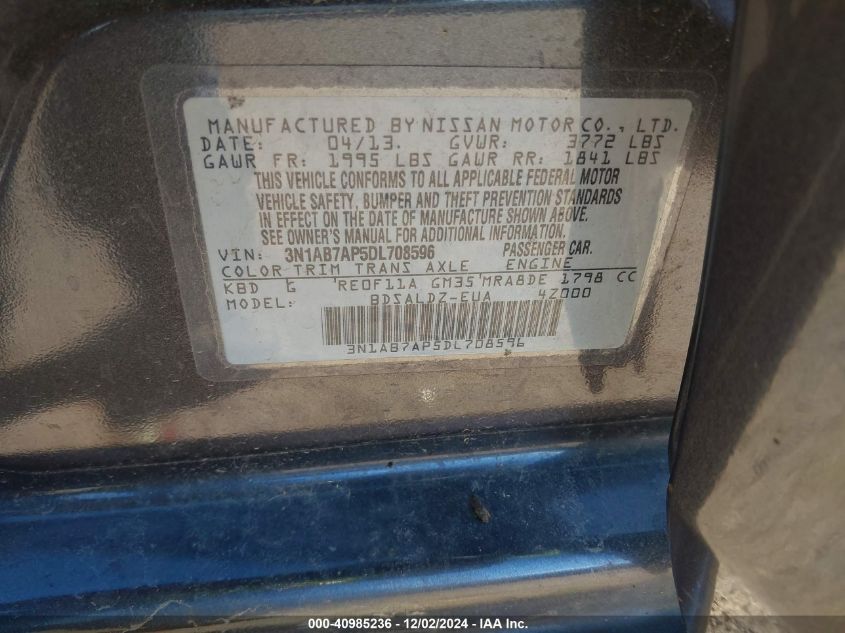 MANUFACTURED BY NISSAN MOTOR CO., LTD.
DATE: 04/13. GVWR: 3772 LBS
GAWR FR: 1995 LBS GAWR RR: 1841 LBS
THIS VEHICLE CONFORMS TO ALL APPLICABLE FEDERAL MOTOR
VEHICLE SAFETY, BUMPER AND THEFT PREVENTION STANDARDS
IN EFFECT ON THE DATE OF MANUFACTURE SHOWN ABOVE.
SEE OWNER'S MANUAL FOR ADDITIONAL INFORMATION.
VIN: 3N1AB7AP5DL708596 PASSENGER CAR.
COLOR TRIM TRANS AXLE ENGINE
KBD G 'RE0F11A GM35'MRA8DE 1798 CC
MODEL: BDSALDZ-EUA 4Z000
3N1AB7AP5DL708596
000-40985236 - 12/02/2024 - IAA Inc.